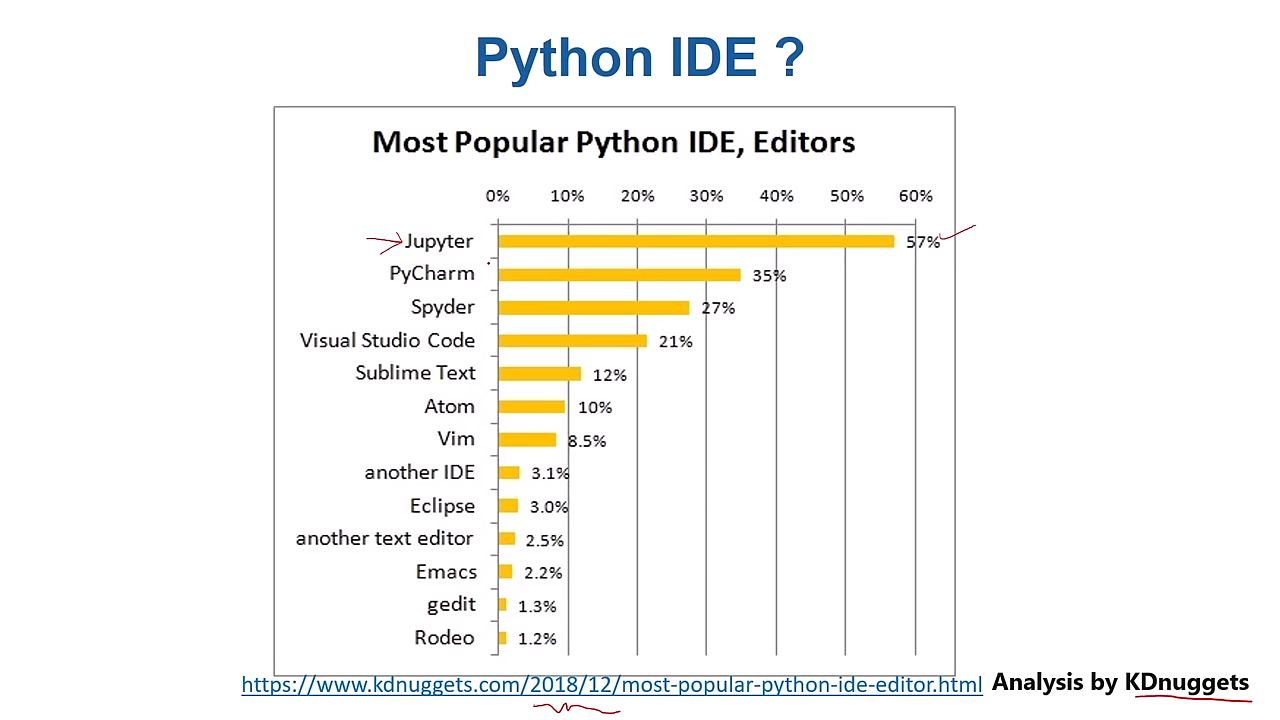 Python IDE ?
Most Popular Python IDE, Editors
0% 10% 20% 30% 40% 50% 60%
Jupyter 57%
PyCharm 35%
Spyder 27%
Visual Studio Code 21%
Sublime Text 12%
Atom 10%
Vim 8.5%
another IDE 3.1%
Eclipse 3.0%
another text editor 2.5%
Emacs 2.2%
gedit 1.3%
Rodeo 1.2%
https://www.kdnuggets.com/2018/12/most-popular-python-ide-editor.html Analysis by KDnuggets